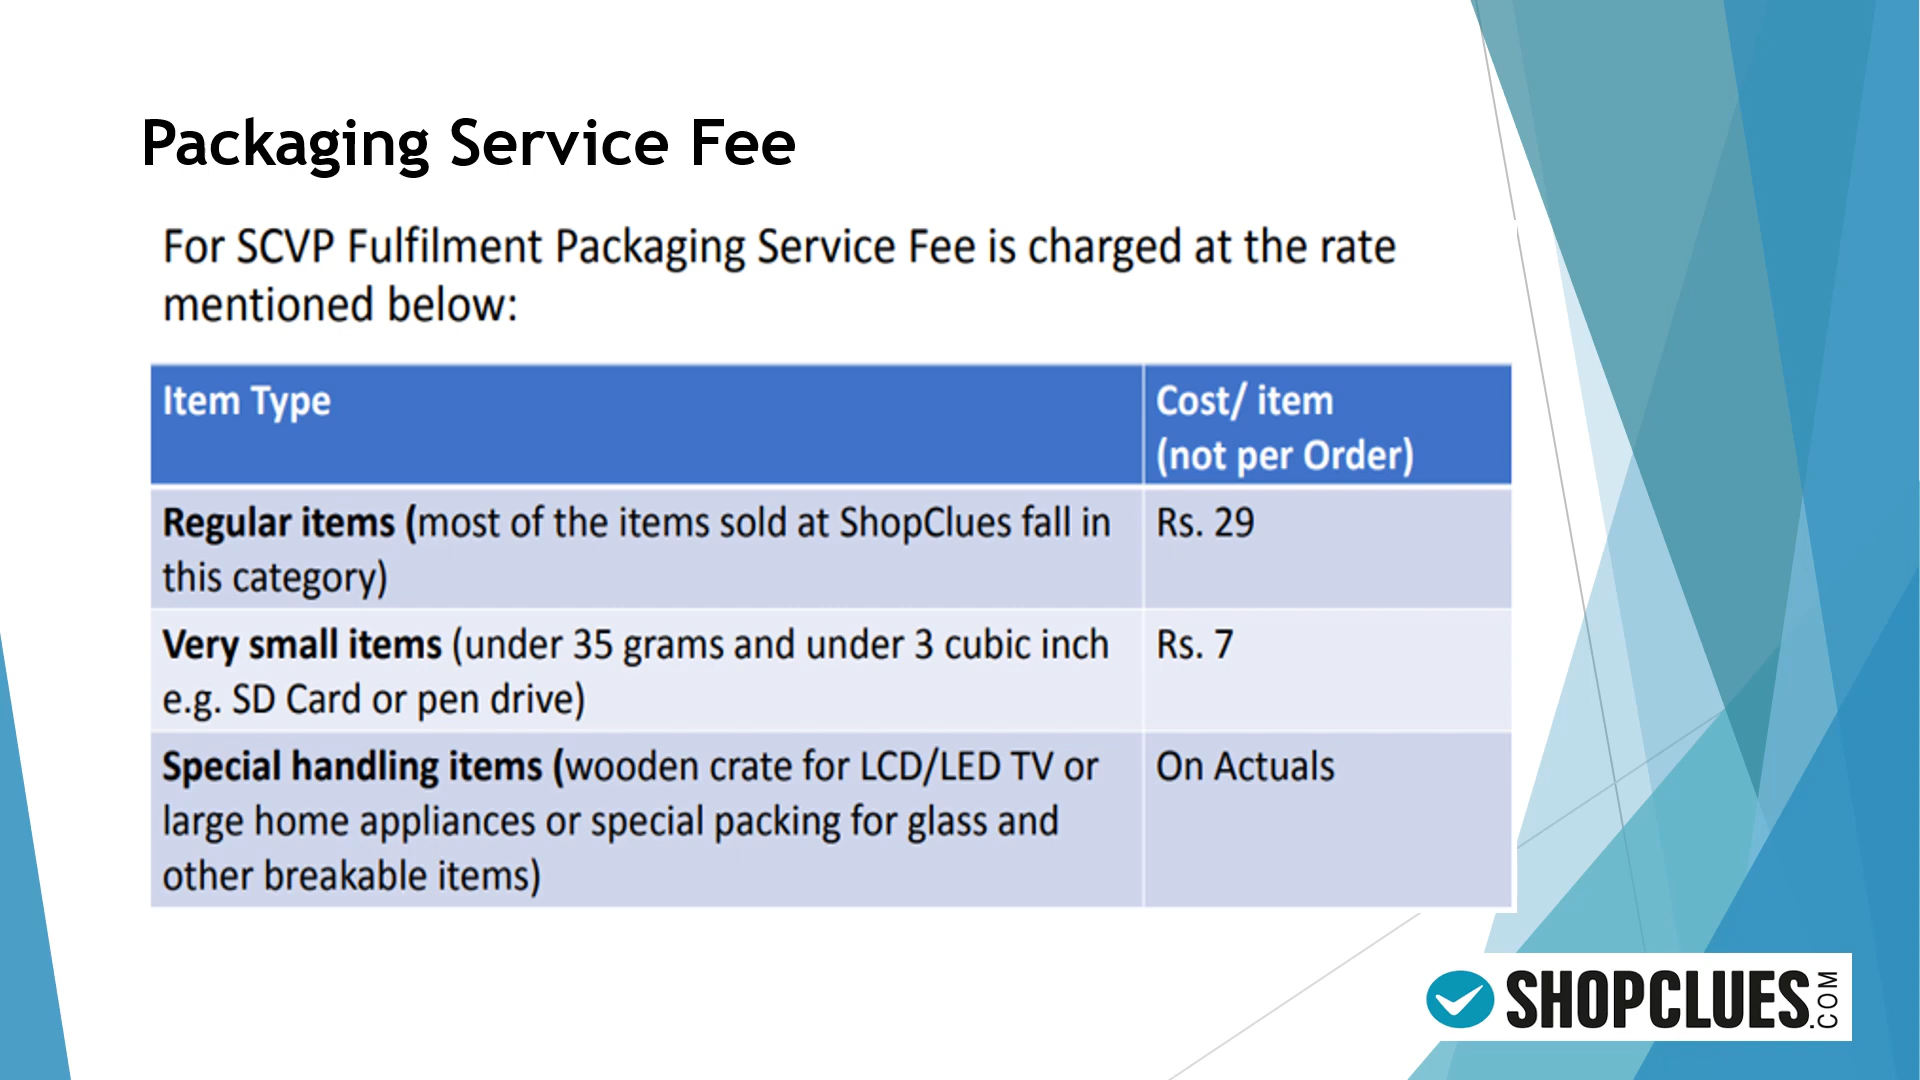 Packaging Service Fee
For SCVP Fulfilment Packaging Service Fee is charged at the rate
mentioned below:
Item Type
Cost/ item
(not per Order)
Regular items (most of the items sold at ShopClues fall in
this category)
Rs. 29
Very small items (under 35 grams and under 3 cubic inch
e.g. SD Card or pen drive)
Rs. 7
Special handling items (wooden crate for LCD/LED TV or
large home appliances or special packing for glass and
other breakable items)
On Actuals
SHOPCLUES.COM